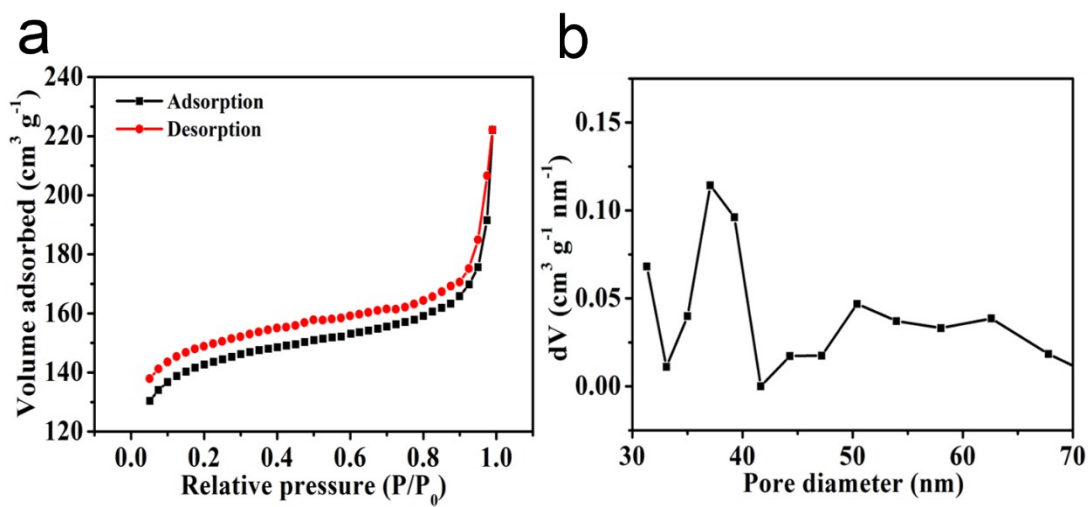 a
240
220
200
180
160
140
120
Volume adsorbed (cm³ g⁻¹)
Adsorption
Desorption
0.0 0.2 0.4 0.6 0.8 1.0
Relative pressure (P/P₀)
b
0.15
0.10
0.05
0.00
dV (cm³ g⁻¹ nm⁻¹)
30 40 50 60 70
Pore diameter (nm)